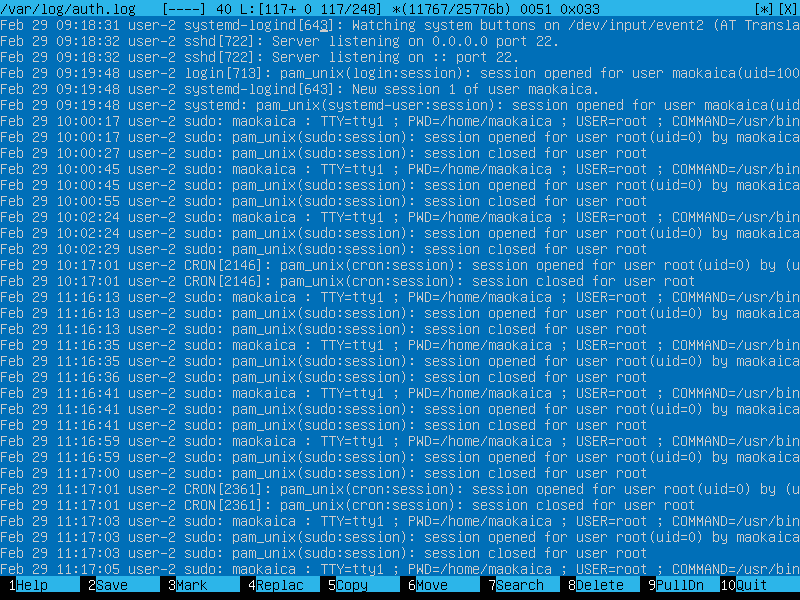 /var/log/auth.log   [----] 40 L:[117+ 0 117/248] *(11767/25776b) 0051 0x033   [*][X]
Feb 29 09:18:31 user-2 systemd-logind[643]: Watching system buttons on /dev/input/event2 (AT Transla
Feb 29 09:18:32 user-2 sshd[722]: Server listening on 0.0.0.0 port 22.
Feb 29 09:18:32 user-2 sshd[722]: Server listening on :: port 22.
Feb 29 09:19:48 user-2 login[713]: pam_unix(login:session): session opened for user maokaica(uid=100
Feb 29 09:19:48 user-2 systemd-logind[643]: New session 1 of user maokaica.
Feb 29 09:19:48 user-2 systemd: pam_unix(systemd-user:session): session opened for user maokaica(uid
Feb 29 10:00:17 user-2 sudo: maokaica : TTY=tty1 ; PWD=/home/maokaica ; USER=root ; COMMAND=/usr/bin
Feb 29 10:00:17 user-2 sudo: pam_unix(sudo:session): session opened for user root(uid=0) by maokaica
Feb 29 10:00:27 user-2 sudo: pam_unix(sudo:session): session closed for user root
Feb 29 10:00:45 user-2 sudo: maokaica : TTY=tty1 ; PWD=/home/maokaica ; USER=root ; COMMAND=/usr/bin
Feb 29 10:00:45 user-2 sudo: pam_unix(sudo:session): session opened for user root(uid=0) by maokaica
Feb 29 10:00:55 user-2 sudo: pam_unix(sudo:session): session closed for user root
Feb 29 10:02:24 user-2 sudo: maokaica : TTY=tty1 ; PWD=/home/maokaica ; USER=root ; COMMAND=/usr/bin
Feb 29 10:02:24 user-2 sudo: pam_unix(sudo:session): session opened for user root(uid=0) by maokaica
Feb 29 10:02:29 user-2 sudo: pam_unix(sudo:session): session closed for user root
Feb 29 10:17:01 user-2 CRON[2146]: pam_unix(cron:session): session opened for user root(uid=0) by (u
Feb 29 10:17:01 user-2 CRON[2146]: pam_unix(cron:session): session closed for user root
Feb 29 11:16:13 user-2 sudo: maokaica : TTY=tty1 ; PWD=/home/maokaica ; USER=root ; COMMAND=/usr/bin
Feb 29 11:16:13 user-2 sudo: pam_unix(sudo:session): session opened for user root(uid=0) by maokaica
Feb 29 11:16:13 user-2 sudo: pam_unix(sudo:session): session closed for user root
Feb 29 11:16:35 user-2 sudo: maokaica : TTY=tty1 ; PWD=/home/maokaica ; USER=root ; COMMAND=/usr/bin
Feb 29 11:16:35 user-2 sudo: pam_unix(sudo:session): session opened for user root(uid=0) by maokaica
Feb 29 11:16:36 user-2 sudo: pam_unix(sudo:session): session closed for user root
Feb 29 11:16:41 user-2 sudo: maokaica : TTY=tty1 ; PWD=/home/maokaica ; USER=root ; COMMAND=/usr/bin
Feb 29 11:16:41 user-2 sudo: pam_unix(sudo:session): session opened for user root(uid=0) by maokaica
Feb 29 11:16:41 user-2 sudo: pam_unix(sudo:session): session closed for user root
Feb 29 11:16:59 user-2 sudo: maokaica : TTY=tty1 ; PWD=/home/maokaica ; USER=root ; COMMAND=/usr/bin
Feb 29 11:16:59 user-2 sudo: pam_unix(sudo:session): session opened for user root(uid=0) by maokaica
Feb 29 11:17:00 user-2 sudo: pam_unix(sudo:session): session closed for user root
Feb 29 11:17:01 user-2 CRON[2361]: pam_unix(cron:session): session opened for user root(uid=0) by (u
Feb 29 11:17:01 user-2 CRON[2361]: pam_unix(cron:session): session closed for user root
Feb 29 11:17:03 user-2 sudo: maokaica : TTY=tty1 ; PWD=/home/maokaica ; USER=root ; COMMAND=/usr/bin
Feb 29 11:17:03 user-2 sudo: pam_unix(sudo:session): session opened for user root(uid=0) by maokaica
Feb 29 11:17:03 user-2 sudo: pam_unix(sudo:session): session closed for user root
Feb 29 11:17:05 user-2 sudo: maokaica : TTY=tty1 ; PWD=/home/maokaica ; USER=root ; COMMAND=/usr/bin
1Help 2Save 3Mark 4Replac 5Copy 6Move 7Search 8Delete 9PullDn 10Quit